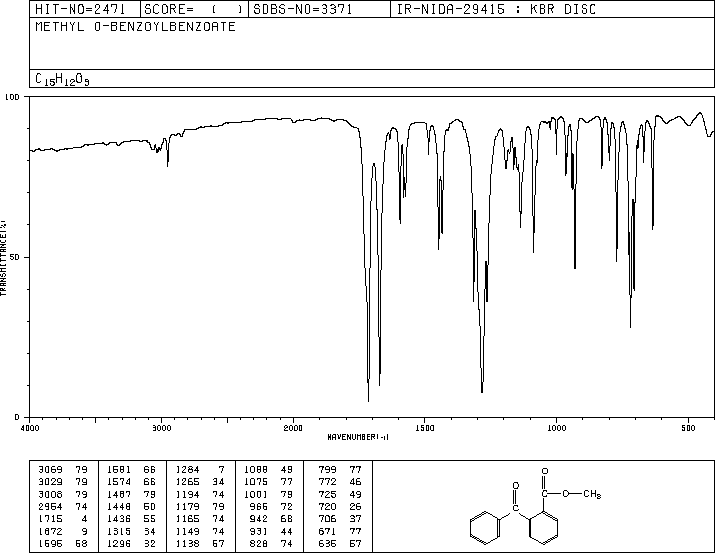 HIT-NO=2471 SCORE= ( ) SDBS-NO=3371 IR-NIDA-29415 : KBR DISC
METHYL O-BENZOYLBENZOATE
C15H12O3
100
50
0
TRANSMITTANCE(%)
4000 3000 2000 1500 1000 500
WAVENUMBER(-1)
3069 79 1581 66 1284 7 1088 49 799 77
3029 79 1574 66 1265 34 1075 77 772 46
3008 79 1487 79 1194 74 1001 79 725 49
2954 74 1448 50 1179 79 966 72 720 26
1715 4 1436 55 1165 74 942 68 706 37
1672 9 1315 34 1149 74 931 44 671 77
1595 58 1296 32 1138 57 828 74 635 57
O
O
C
C—O—CH3